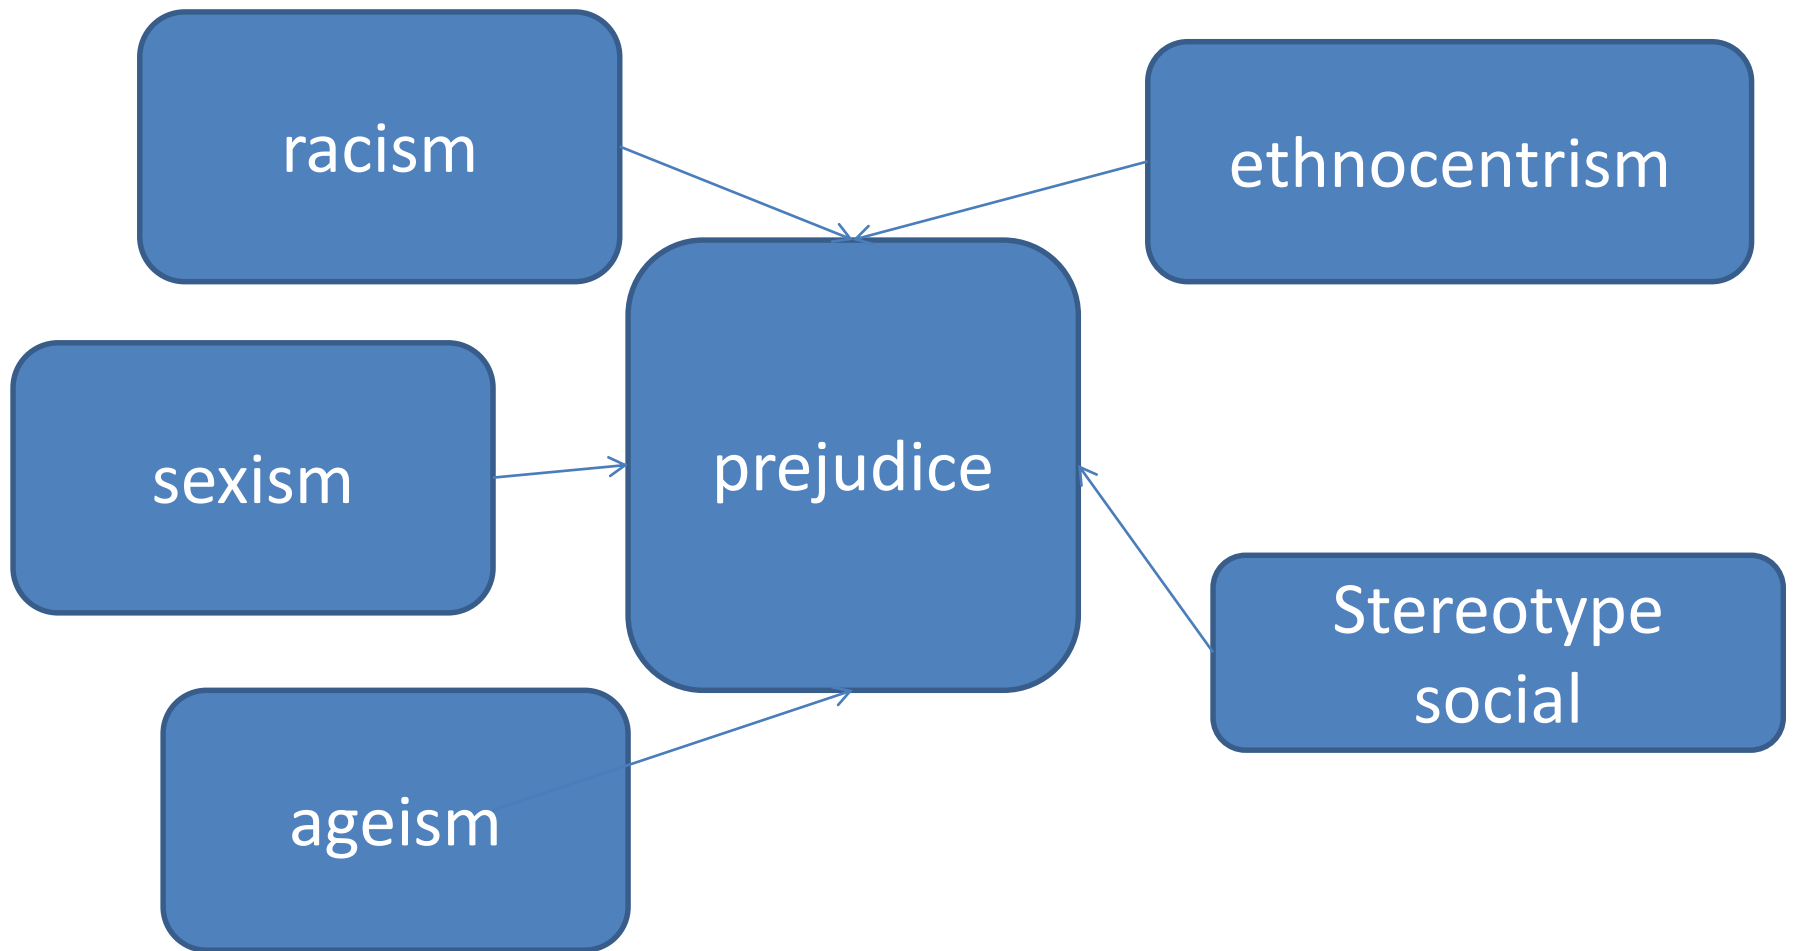 racism
ethnocentrism
sexism
prejudice
Stereotype
social
ageism